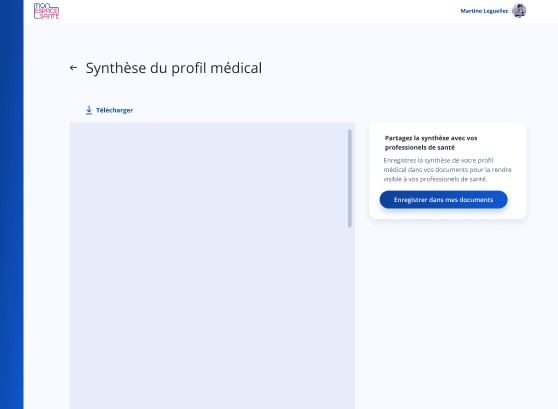 mon
ESPACE
SANTÉ
Martine Leguellec
← Synthèse du profil médical
Télécharger
Partagez la synthèse avec vos
professionels de santé
Enregistrez la synthèse de votre profil
médical dans vos documents pour la rendre
visible à vos professionels de santé.
Enregistrer dans mes documents